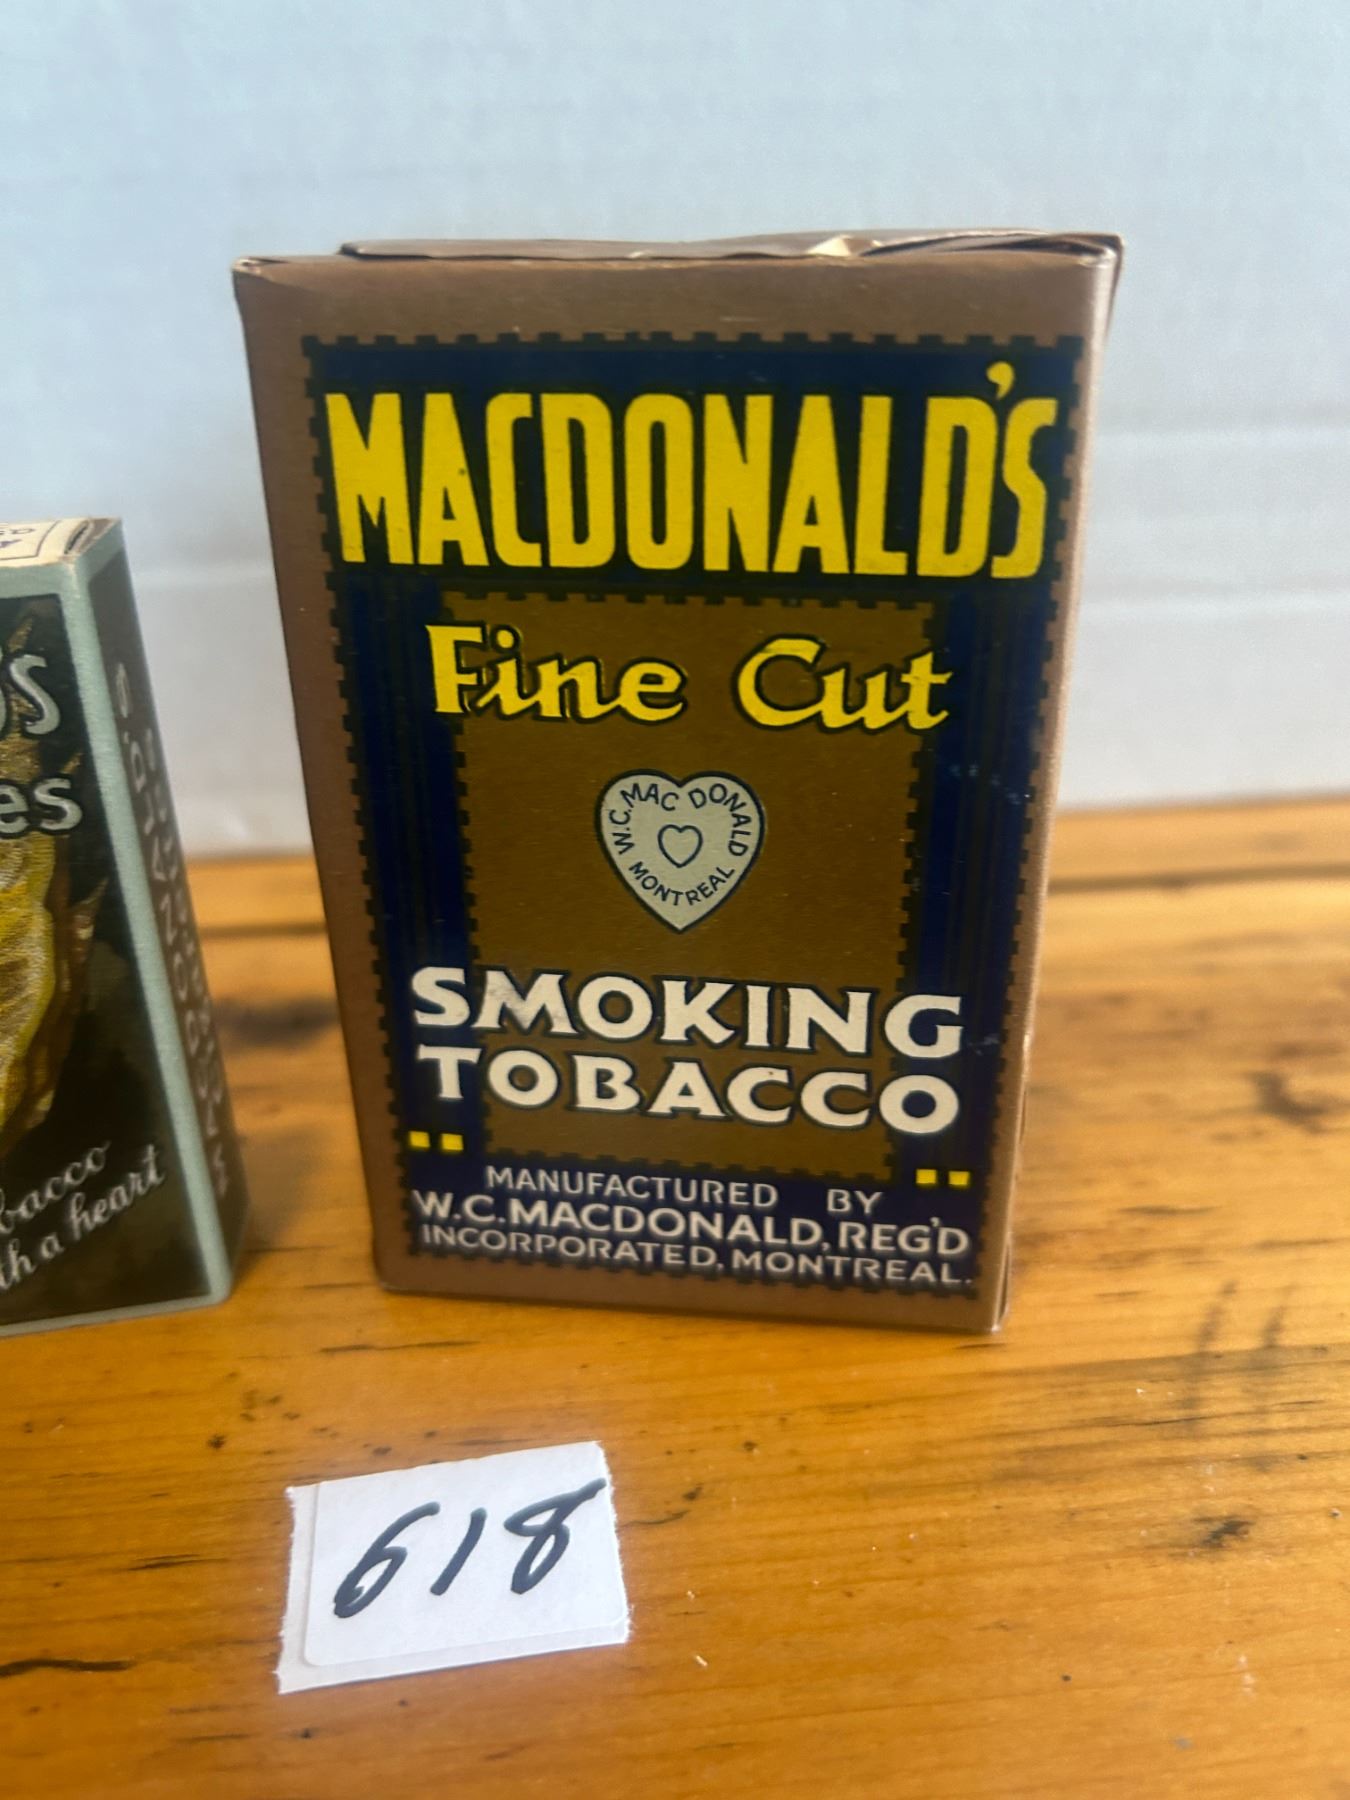 MACDONALD'S
Fine Cut
W.C. MAC DONALD
MONTREAL
SMOKING
TOBACCO
MANUFACTURED BY
W.C. MACDONALD, REG'D
INCORPORATED, MONTREAL.
's
es
bacco
th a heart
618